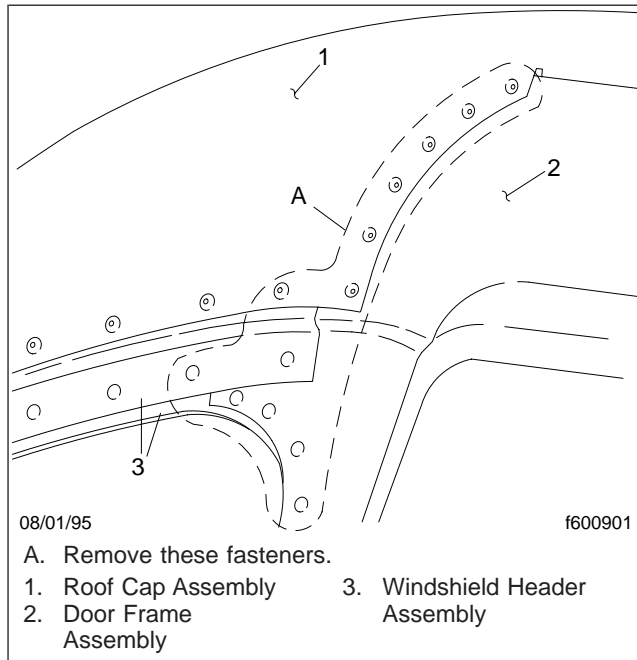 1
2
A
3
08/01/95
f600901
A. Remove these fasteners.
1. Roof Cap Assembly
2. Door Frame
Assembly
3. Windshield Header
Assembly